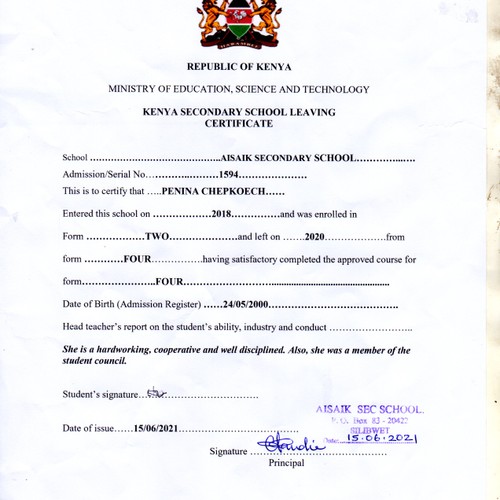 HARAMBEE
REPUBLIC OF KENYA
MINISTRY OF EDUCATION, SCIENCE AND TECHNOLOGY
KENYA SECONDARY SCHOOL LEAVING
CERTIFICATE
School ……………………………………..AISAIK SECONDARY SCHOOL…………….…
Admission/Serial No…………..………1594…………………
This is to certify that …..PENINA CHEPKOECH……
Entered this school on ………………2018……………and was enrolled in
Form ………………TWO…………………and left on ……2020……………from
form …………FOUR……………having satisfactory completed the approved course for
form…………………..FOUR……………............................................
Date of Birth (Admission Register) ……24/05/2000…………………………………….
Head teacher's report on the student's ability, industry and conduct …………………….
She is a hardworking, cooperative and well disciplined. Also, she was a member of the
student council.
Student's signature…..………………………
Date of issue……15/06/2021………………………………
AISAIK SEC SCHOOL.
P. O. Box 83 - 20422
SILIBWET
Date: 15.06.2021
Signature ……………………………………
Principal